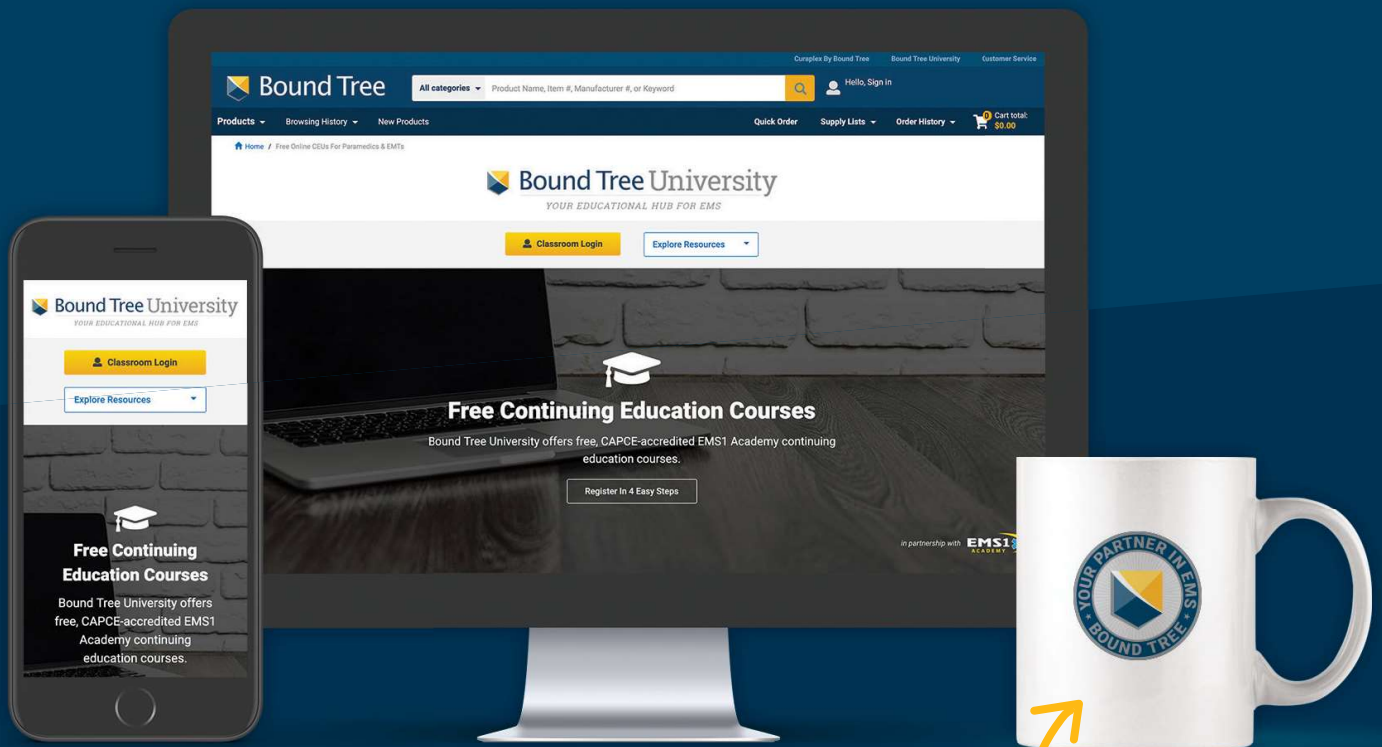 Curaplex By Bound Tree Bound Tree University Customer Service
Bound Tree
All categories Product Name, Item #, Manufacturer #, or Keyword
Hello, Sign in
Products Browsing History New Products Quick Order Supply Lists Order History 0 Cart total:
$0.00
Home / Free Online CEUs For Paramedics & EMTs
Bound Tree University
YOUR EDUCATIONAL HUB FOR EMS
Classroom Login Explore Resources
Free Continuing Education Courses
Bound Tree University offers free, CAPCE-accredited EMS1 Academy continuing
education courses.
Register In 4 Easy Steps
in partnership with EMS1
ACADEMY
Bound Tree University
YOUR EDUCATIONAL HUB FOR EMS
Classroom Login
Explore Resources
Free Continuing
Education Courses
Bound Tree University offers
free, CAPCE-accredited EMS1
Academy continuing
education courses.
YOUR PARTNER IN EMS
BOUND TREE